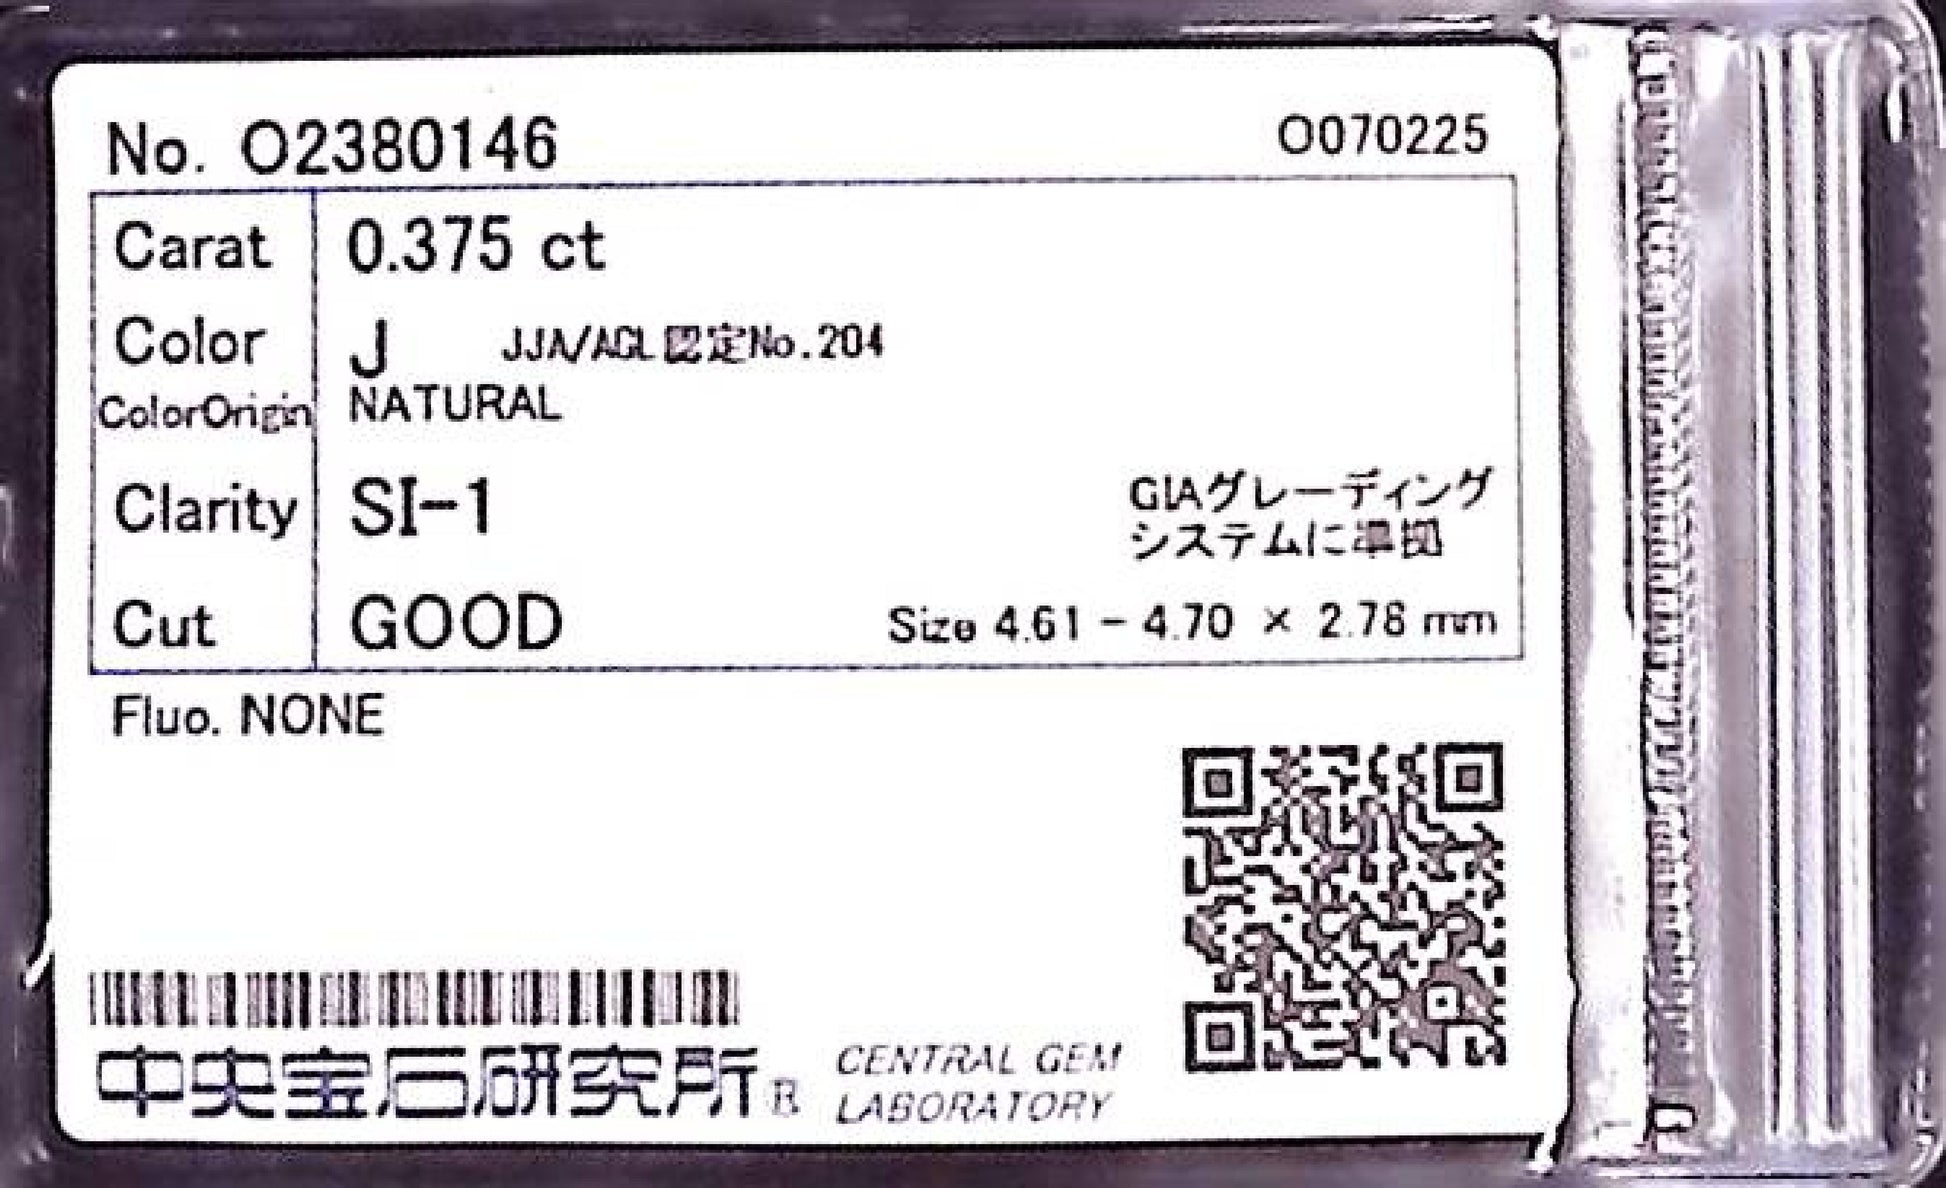 No. O2380146
O070225
Carat 0.375 ct
Color J JJA/AGL認定No.204
ColorOrigin NATURAL
Clarity SI-1
GIAグレーディング
システムに準拠
Cut GOOD
Size 4.61 - 4.70 × 2.78 mm
Fluo. NONE
中央宝石研究所®
CENTRAL GEM
LABORATORY